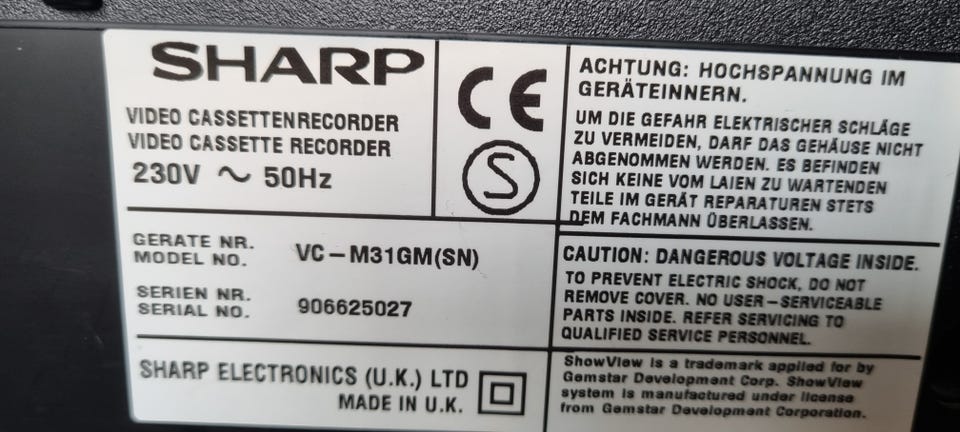 SHARP
VIDEO CASSETTENRECORDER
VIDEO CASSETTE RECORDER
230V ~ 50Hz
CE
S
ACHTUNG: HOCHSPANNUNG IM
GERÄTEINNERN.
UM DIE GEFAHR ELEKTRISCHER SCHLÄGE
ZU VERMEIDEN, DARF DAS GEHÄUSE NICHT
ABGENOMMEN WERDEN. ES BEFINDEN
SICH KEINE VOM LAIEN ZU WARTENDEN
TEILE IM GERÄT REPARATUREN STETS
DEM FACHMANN ÜBERLASSEN.
GERATE NR.
MODEL NO.
VC-M31GM(SN)
SERIEN NR.
SERIAL NO.
906625027
CAUTION: DANGEROUS VOLTAGE INSIDE.
TO PREVENT ELECTRIC SHOCK, DO NOT
REMOVE COVER. NO USER-SERVICEABLE
PARTS INSIDE. REFER SERVICING TO
QUALIFIED SERVICE PERSONNEL.
SHARP ELECTRONICS (U.K.) LTD
MADE IN U.K.
ShowView is a trademark applied for by
Gemstar Development Corp. ShowView
system is manufactured under license
from Gemstar Development Corporation.